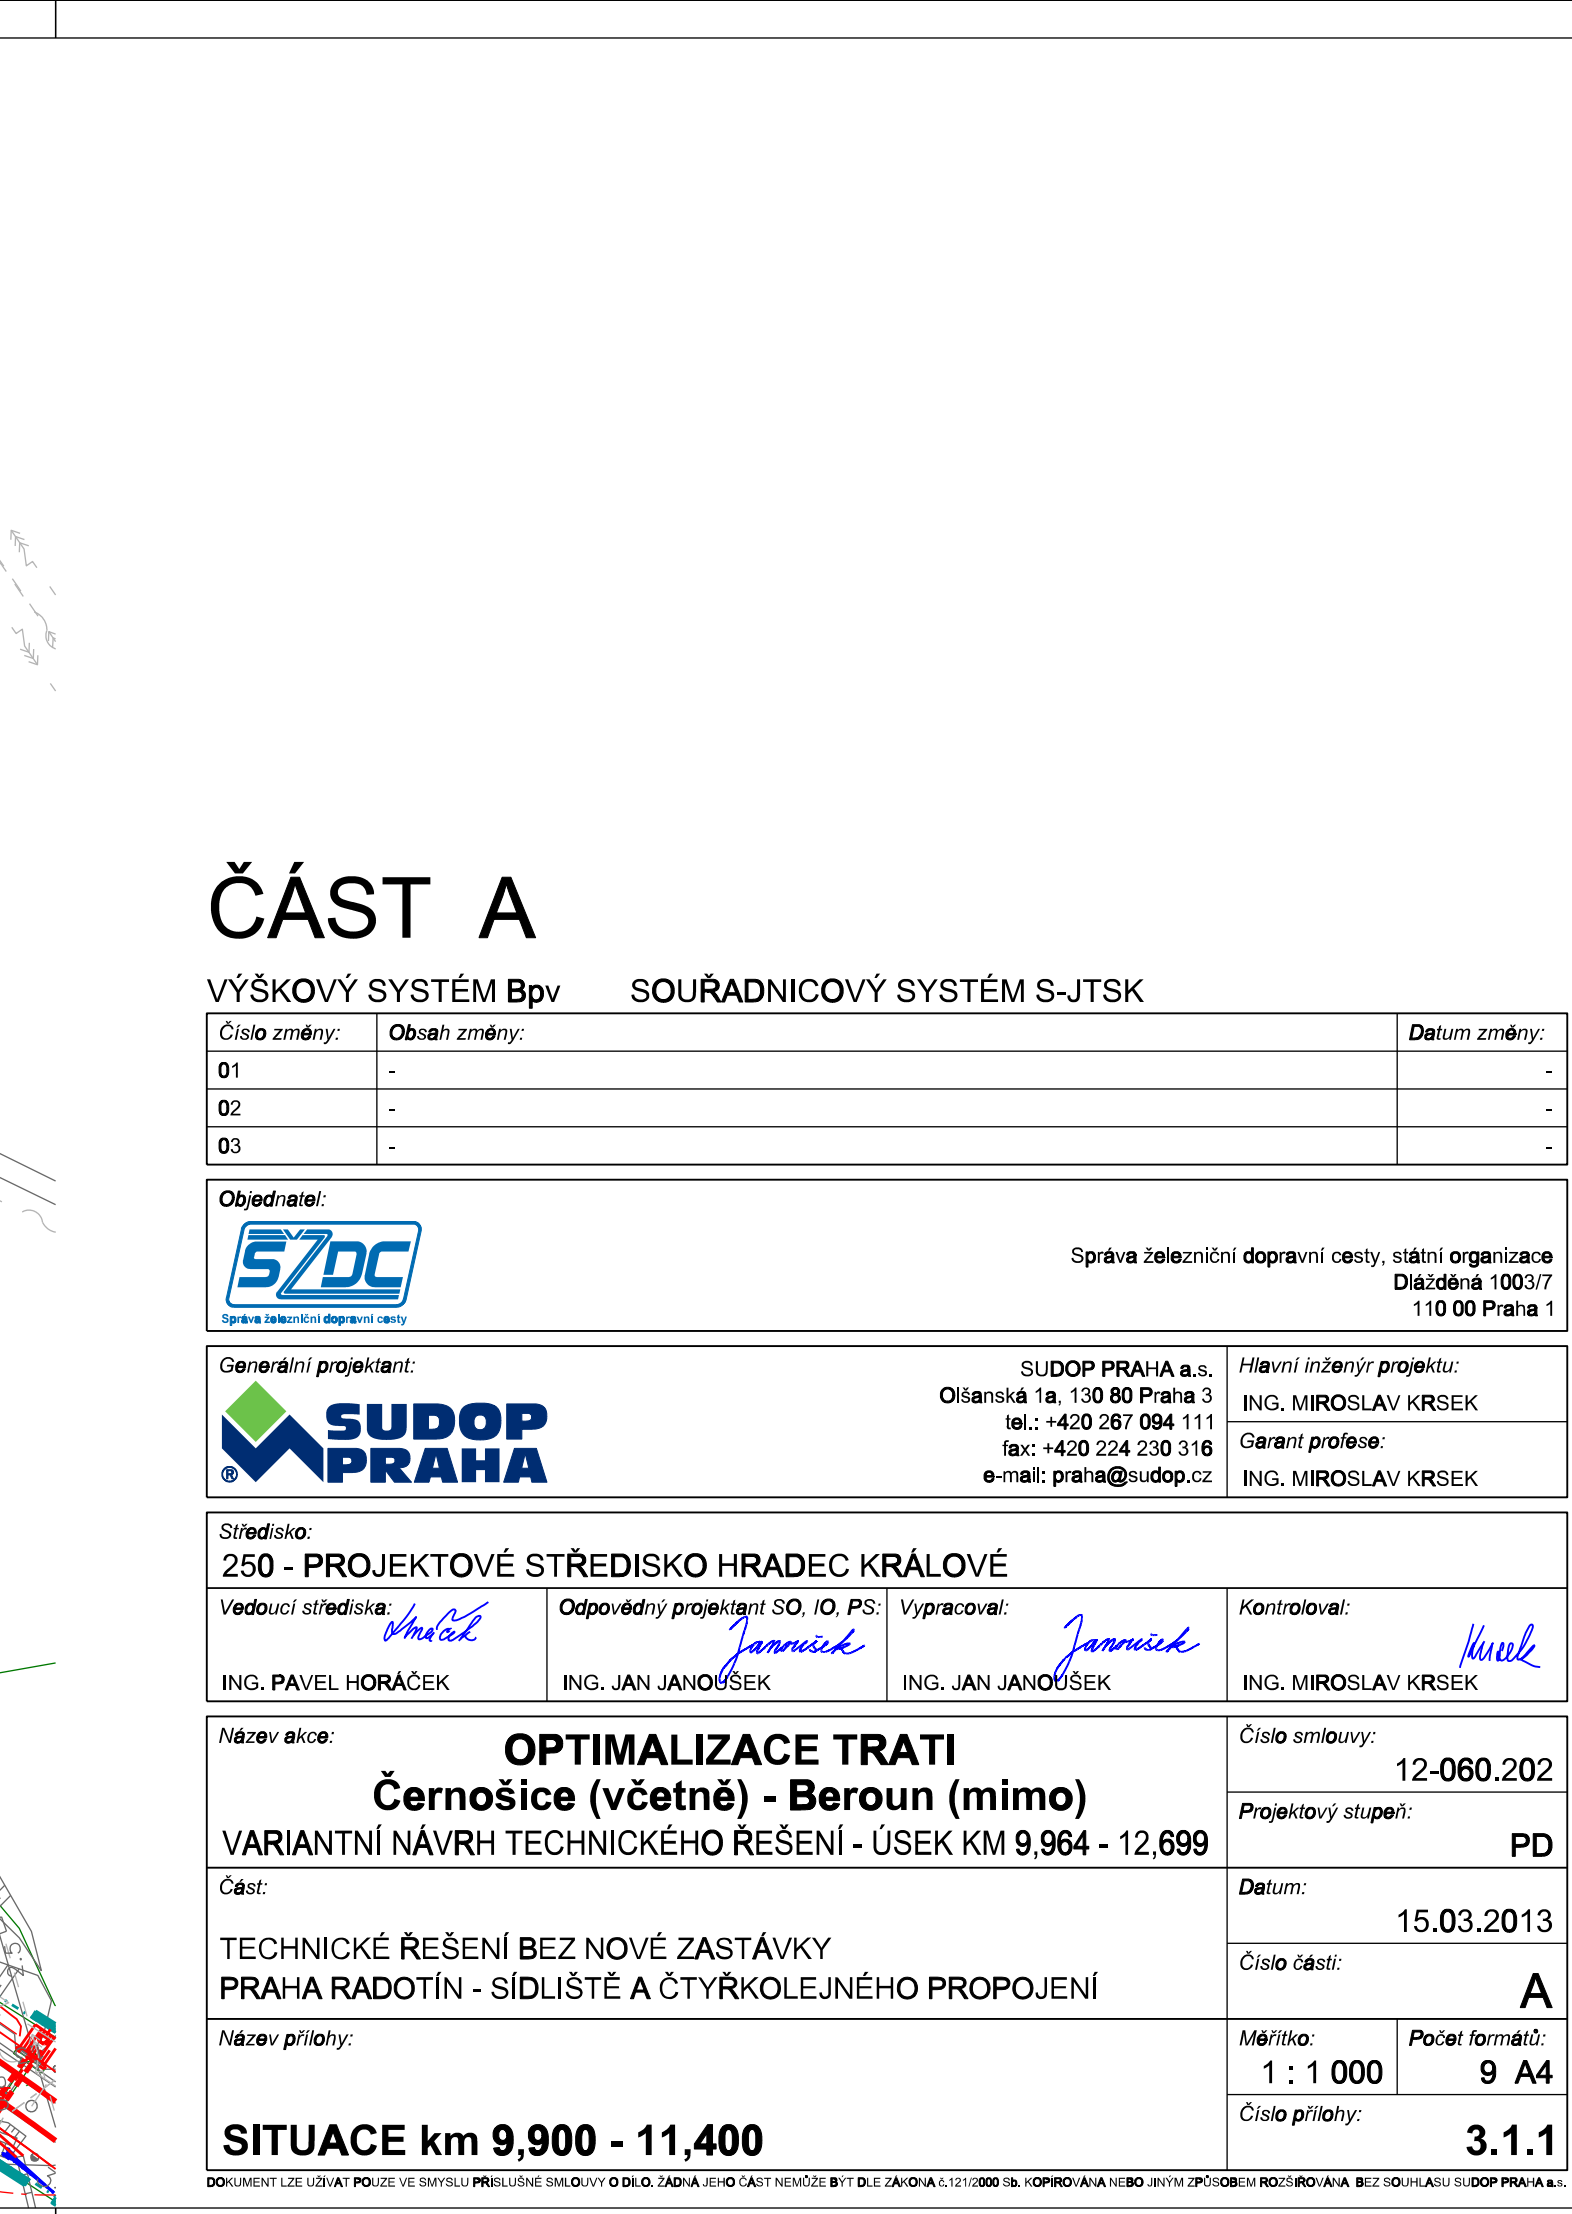 ČÁST A
VÝŠKOVÝ SYSTÉM Bpv SOUŘADNICOVÝ SYSTÉM S-JTSK
Číslo změny: Obsah změny: Datum změny:
01 - -
02 - -
03 - -
Objednatel:
SŽDC
Správa železniční dopravní cesty
Správa železniční dopravní cesty, státní organizace
Dlážděná 1003/7
110 00 Praha 1
Generální projektant:
SUDOP
PRAHA
®
SUDOP PRAHA a.s.
Olšanská 1a, 130 80 Praha 3
tel.: +420 267 094 111
fax: +420 224 230 316
e-mail: praha@sudop.cz
Hlavní inženýr projektu:
ING. MIROSLAV KRSEK
Garant profese:
ING. MIROSLAV KRSEK
Středisko:
250 - PROJEKTOVÉ STŘEDISKO HRADEC KRÁLOVÉ
Vedoucí střediska:
ING. PAVEL HORÁČEK
Odpovědný projektant SO, IO, PS:
Janoušek
ING. JAN JANOUŠEK
Vypracoval:
Janoušek
ING. JAN JANOUŠEK
Kontroloval:
Krsek
ING. MIROSLAV KRSEK
Název akce:
OPTIMALIZACE TRATI
Černošice (včetně) - Beroun (mimo)
VARIANTNÍ NÁVRH TECHNICKÉHO ŘEŠENÍ - ÚSEK KM 9,964 - 12,699
Číslo smlouvy:
12-060.202
Projektový stupeň:
PD
Část:
TECHNICKÉ ŘEŠENÍ BEZ NOVÉ ZASTÁVKY
PRAHA RADOTÍN - SÍDLIŠTĚ A ČTYŘKOLEJNÉHO PROPOJENÍ
Datum:
15.03.2013
Číslo části:
A
Název přílohy:
SITUACE km 9,900 - 11,400
Měřítko:
1 : 1 000
Počet formátů:
9 A4
Číslo přílohy:
3.1.1
DOKUMENT LZE UŽÍVAT POUZE VE SMYSLU PŘÍSLUŠNÉ SMLOUVY O DÍLO. ŽÁDNÁ JEHO ČÁST NEMŮŽE BÝT DLE ZÁKONA č.121/2000 Sb. KOPÍROVÁNA NEBO JINÝM ZPŮSOBEM ROZŠIŘOVÁNA BEZ SOUHLASU SUDOP PRAHA a.s.